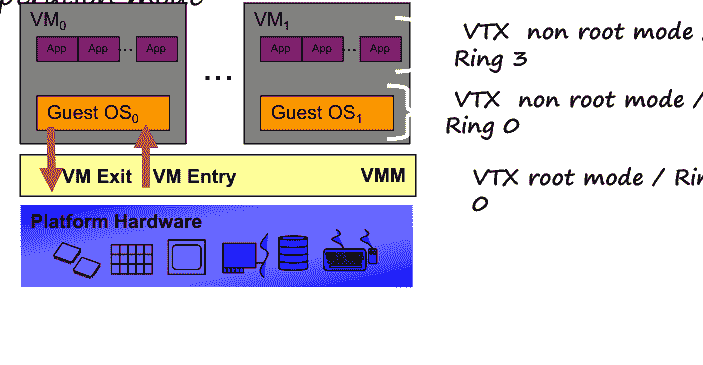 mode
VM0
VM1
App App ... App
App App ... App
...
VTX non root mode /
Ring 3
Guest OS0
Guest OS1
VTX non root mode /
Ring 0
VM Exit
VM Entry
VMM
VTX root mode /
0
Platform Hardware